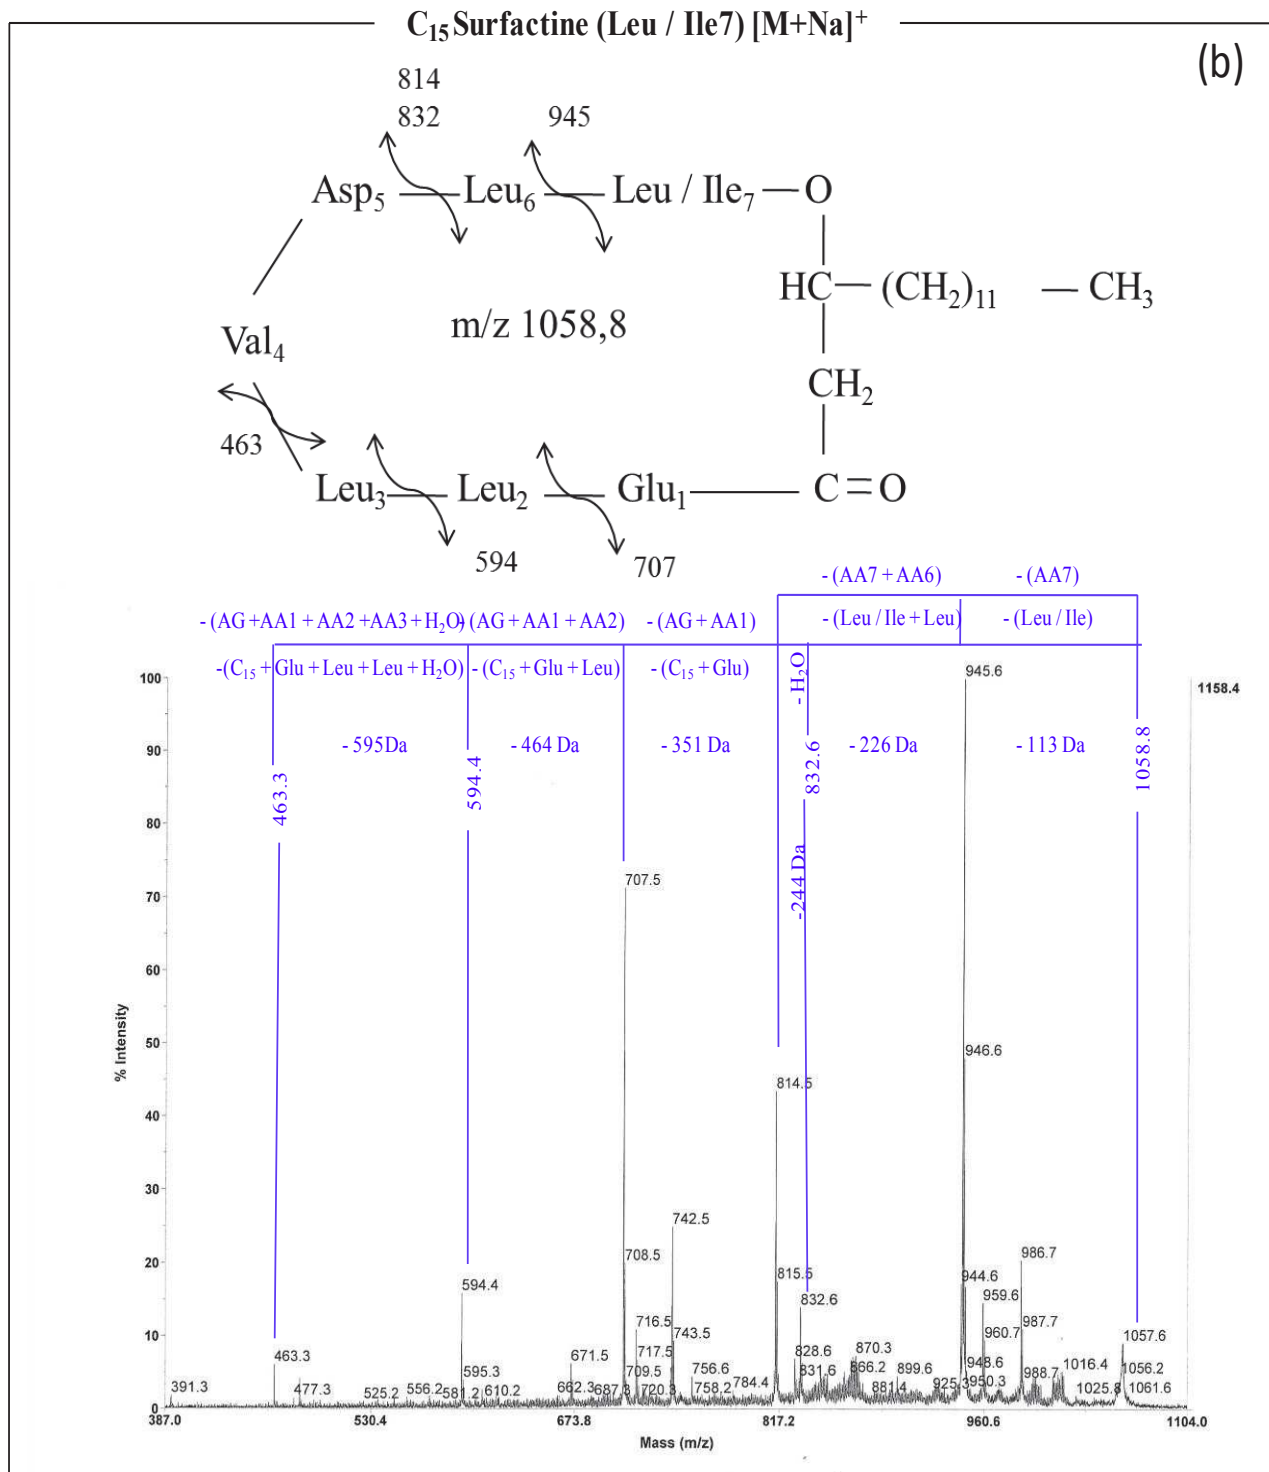 C₁₅ Surfactine (Leu / Ile7) [M+Na]⁺
(b)
814
832
945
Asp₅
Leu₆
Leu / Ile₇
O
HC
(CH₂)₁₁
CH₃
Val₄
m/z 1058,8
CH₂
463
Leu₃
Leu₂
Glu₁
C=O
594
707
- (AA7 + AA6)
- (AA7)
- (AG +AA1 + AA2 +AA3 + H₂O)
- (AG + AA1 + AA2)
- (AG + AA1)
- (Leu / Ile + Leu)
- (Leu / Ile)
-(C₁₅ + Glu + Leu + Leu + H₂O)
- (C₁₅ + Glu + Leu)
-(C₁₅ + Glu)
- H₂O
- 595Da
- 464 Da
- 351 Da
- 226 Da
- 113 Da
463.3
594.4
832.6
1058.8
-244 Da
1158.4
100
90
80
70
60
50
40
30
20
10
0
% Intensity
945.6
707.5
946.6
814.5
742.5
708.5
986.7
815.5
944.6
594.4
832.6
959.6
716.5
987.7
743.5
717.5
960.7
1057.6
463.3
671.5
828.6
870.3
948.6
1016.4
1056.2
595.3
709.5
756.6
831.6
866.2
899.6
988.7
391.3
477.3
525.2
556.2
581.2
610.2
662.3
687.3
720.3
758.2
784.4
881.4
925.3
950.3
1025.8
1061.6
387.0
530.4
673.8
817.2
960.6
1104.0
Mass (m/z)